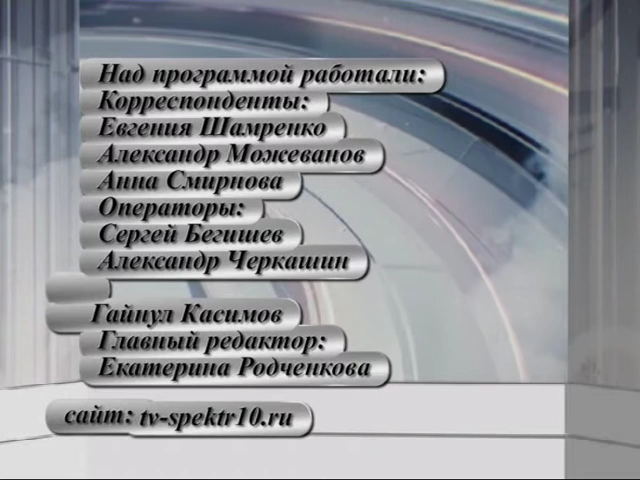 Над программой работали:
Корреспонденты:
Евгения Шамренко
Александр Можеванов
Анна Смирнова
Операторы:
Сергей Бегишев
Александр Черкашин
Гайнул Касимов
Главный редактор:
Екатерина Родченкова
сайт: tv-spektr10.ru